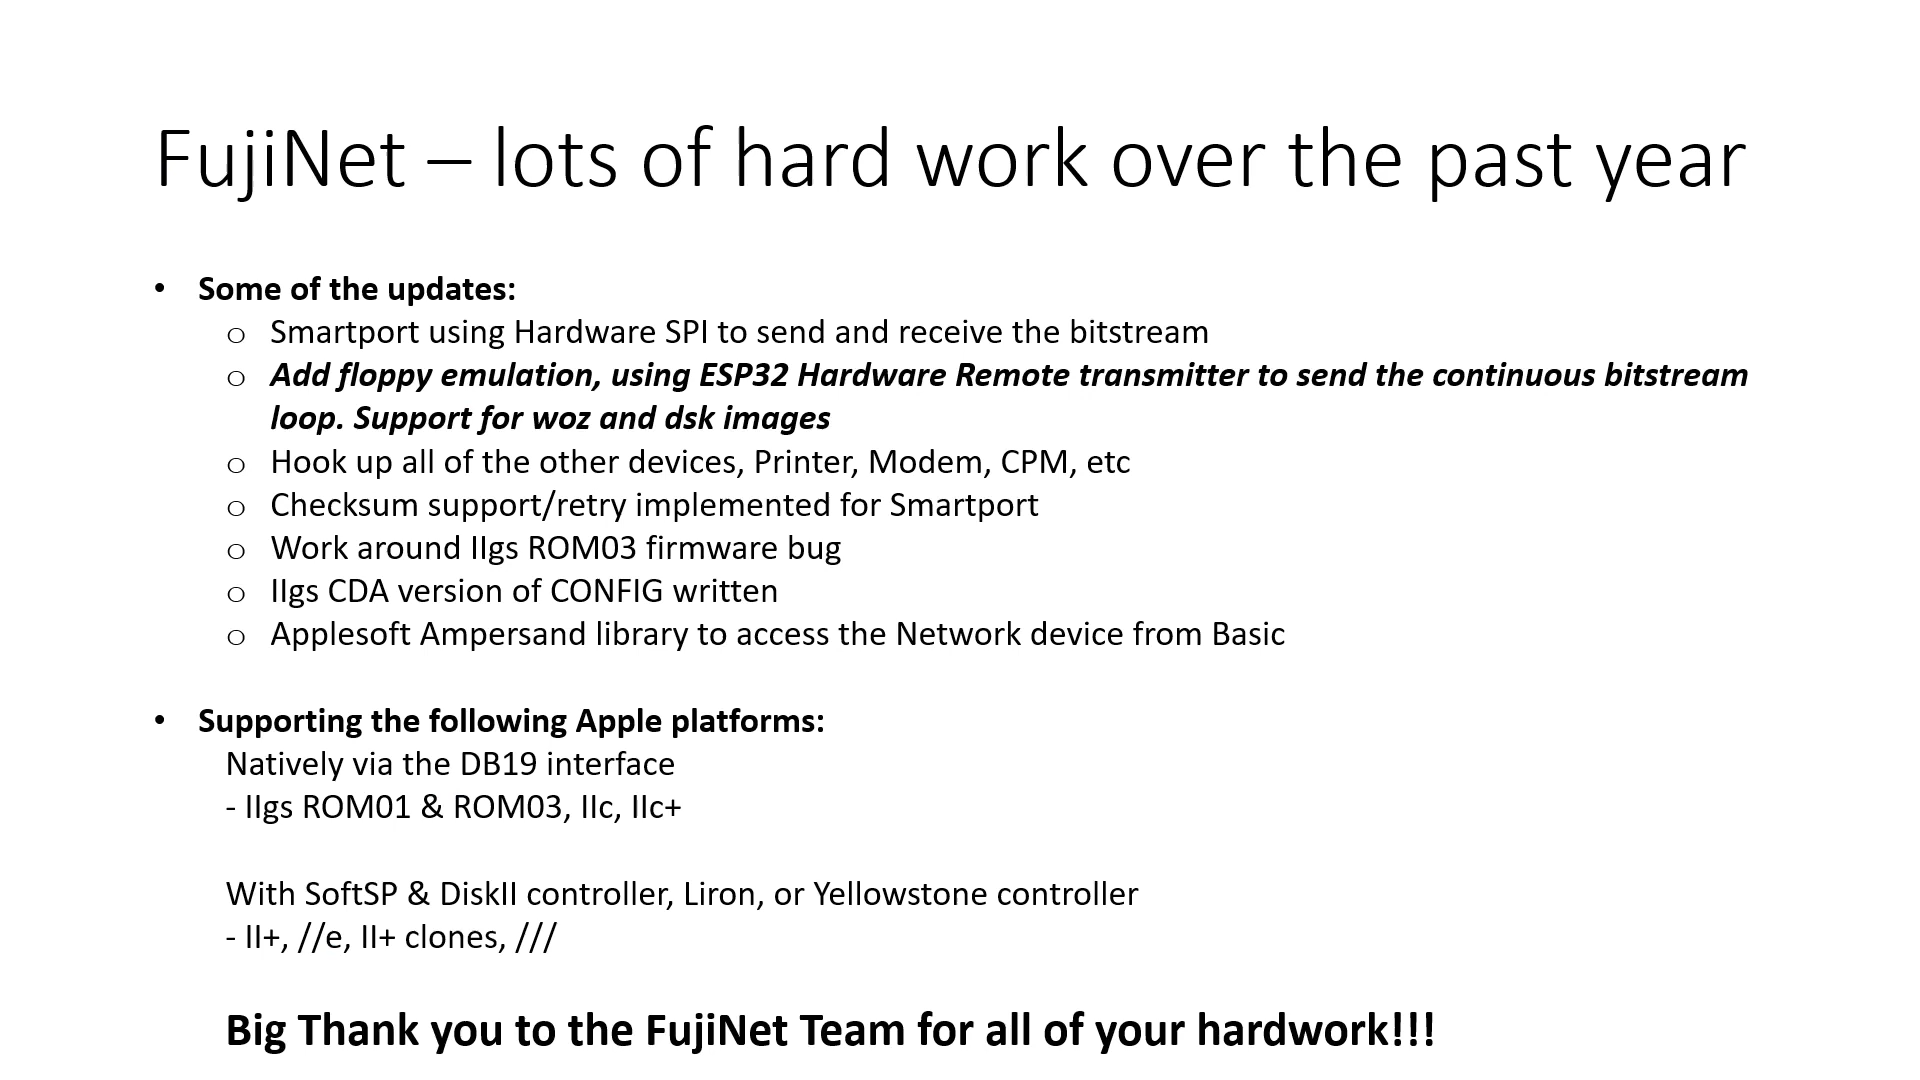 FujiNet – lots of hard work over the past year
• Some of the updates:
o Smartport using Hardware SPI to send and receive the bitstream
o Add floppy emulation, using ESP32 Hardware Remote transmitter to send the continuous bitstream
loop. Support for woz and dsk images
o Hook up all of the other devices, Printer, Modem, CPM, etc
o Checksum support/retry implemented for Smartport
o Work around IIgs ROM03 firmware bug
o IIgs CDA version of CONFIG written
o Applesoft Ampersand library to access the Network device from Basic
• Supporting the following Apple platforms:
Natively via the DB19 interface
- IIgs ROM01 & ROM03, IIc, IIc+
With SoftSP & DiskII controller, Liron, or Yellowstone controller
- II+, //e, II+ clones, ///
Big Thank you to the FujiNet Team for all of your hardwork!!!